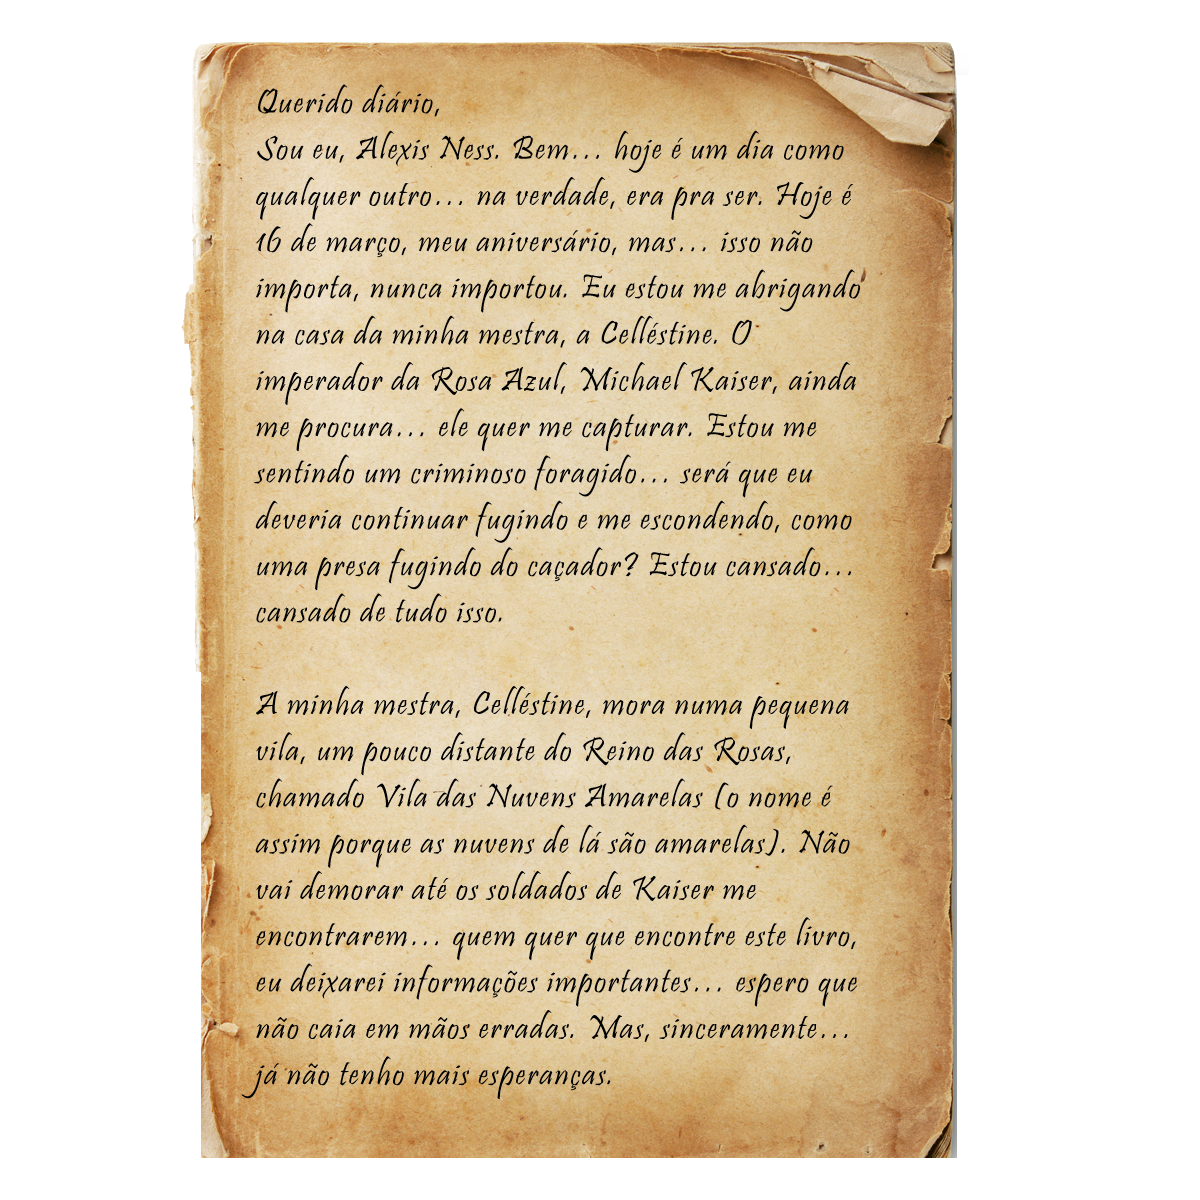 Querido diário,
Sou eu, Alexis Ness. Bem... hoje é um dia como
qualquer outro... na verdade, era pra ser. Hoje é
16 de março, meu aniversário, mas... isso não
importa, nunca importou. Eu estou me abrigando
na casa da minha mestra, a Celléstine. O
imperador da Rosa Azul, Michael Kaiser, ainda
me procura... ele quer me capturar. Estou me
sentindo um criminoso foragido... será que eu
deveria continuar fugindo e me escondendo, como
uma presa fugindo do caçador? Estou cansado...
cansado de tudo isso.
A minha mestra, Celléstine, mora numa pequena
vila, um pouco distante do Reino das Rosas,
chamado Vila das Nuvens Amarelas (o nome é
assim porque as nuvens de lá são amarelas). Não
vai demorar até os soldados de Kaiser me
encontrarem... quem quer que encontre este livro,
eu deixarei informações importantes... espero que
não caia em mãos erradas. Mas, sinceramente...
já não tenho mais esperanças.